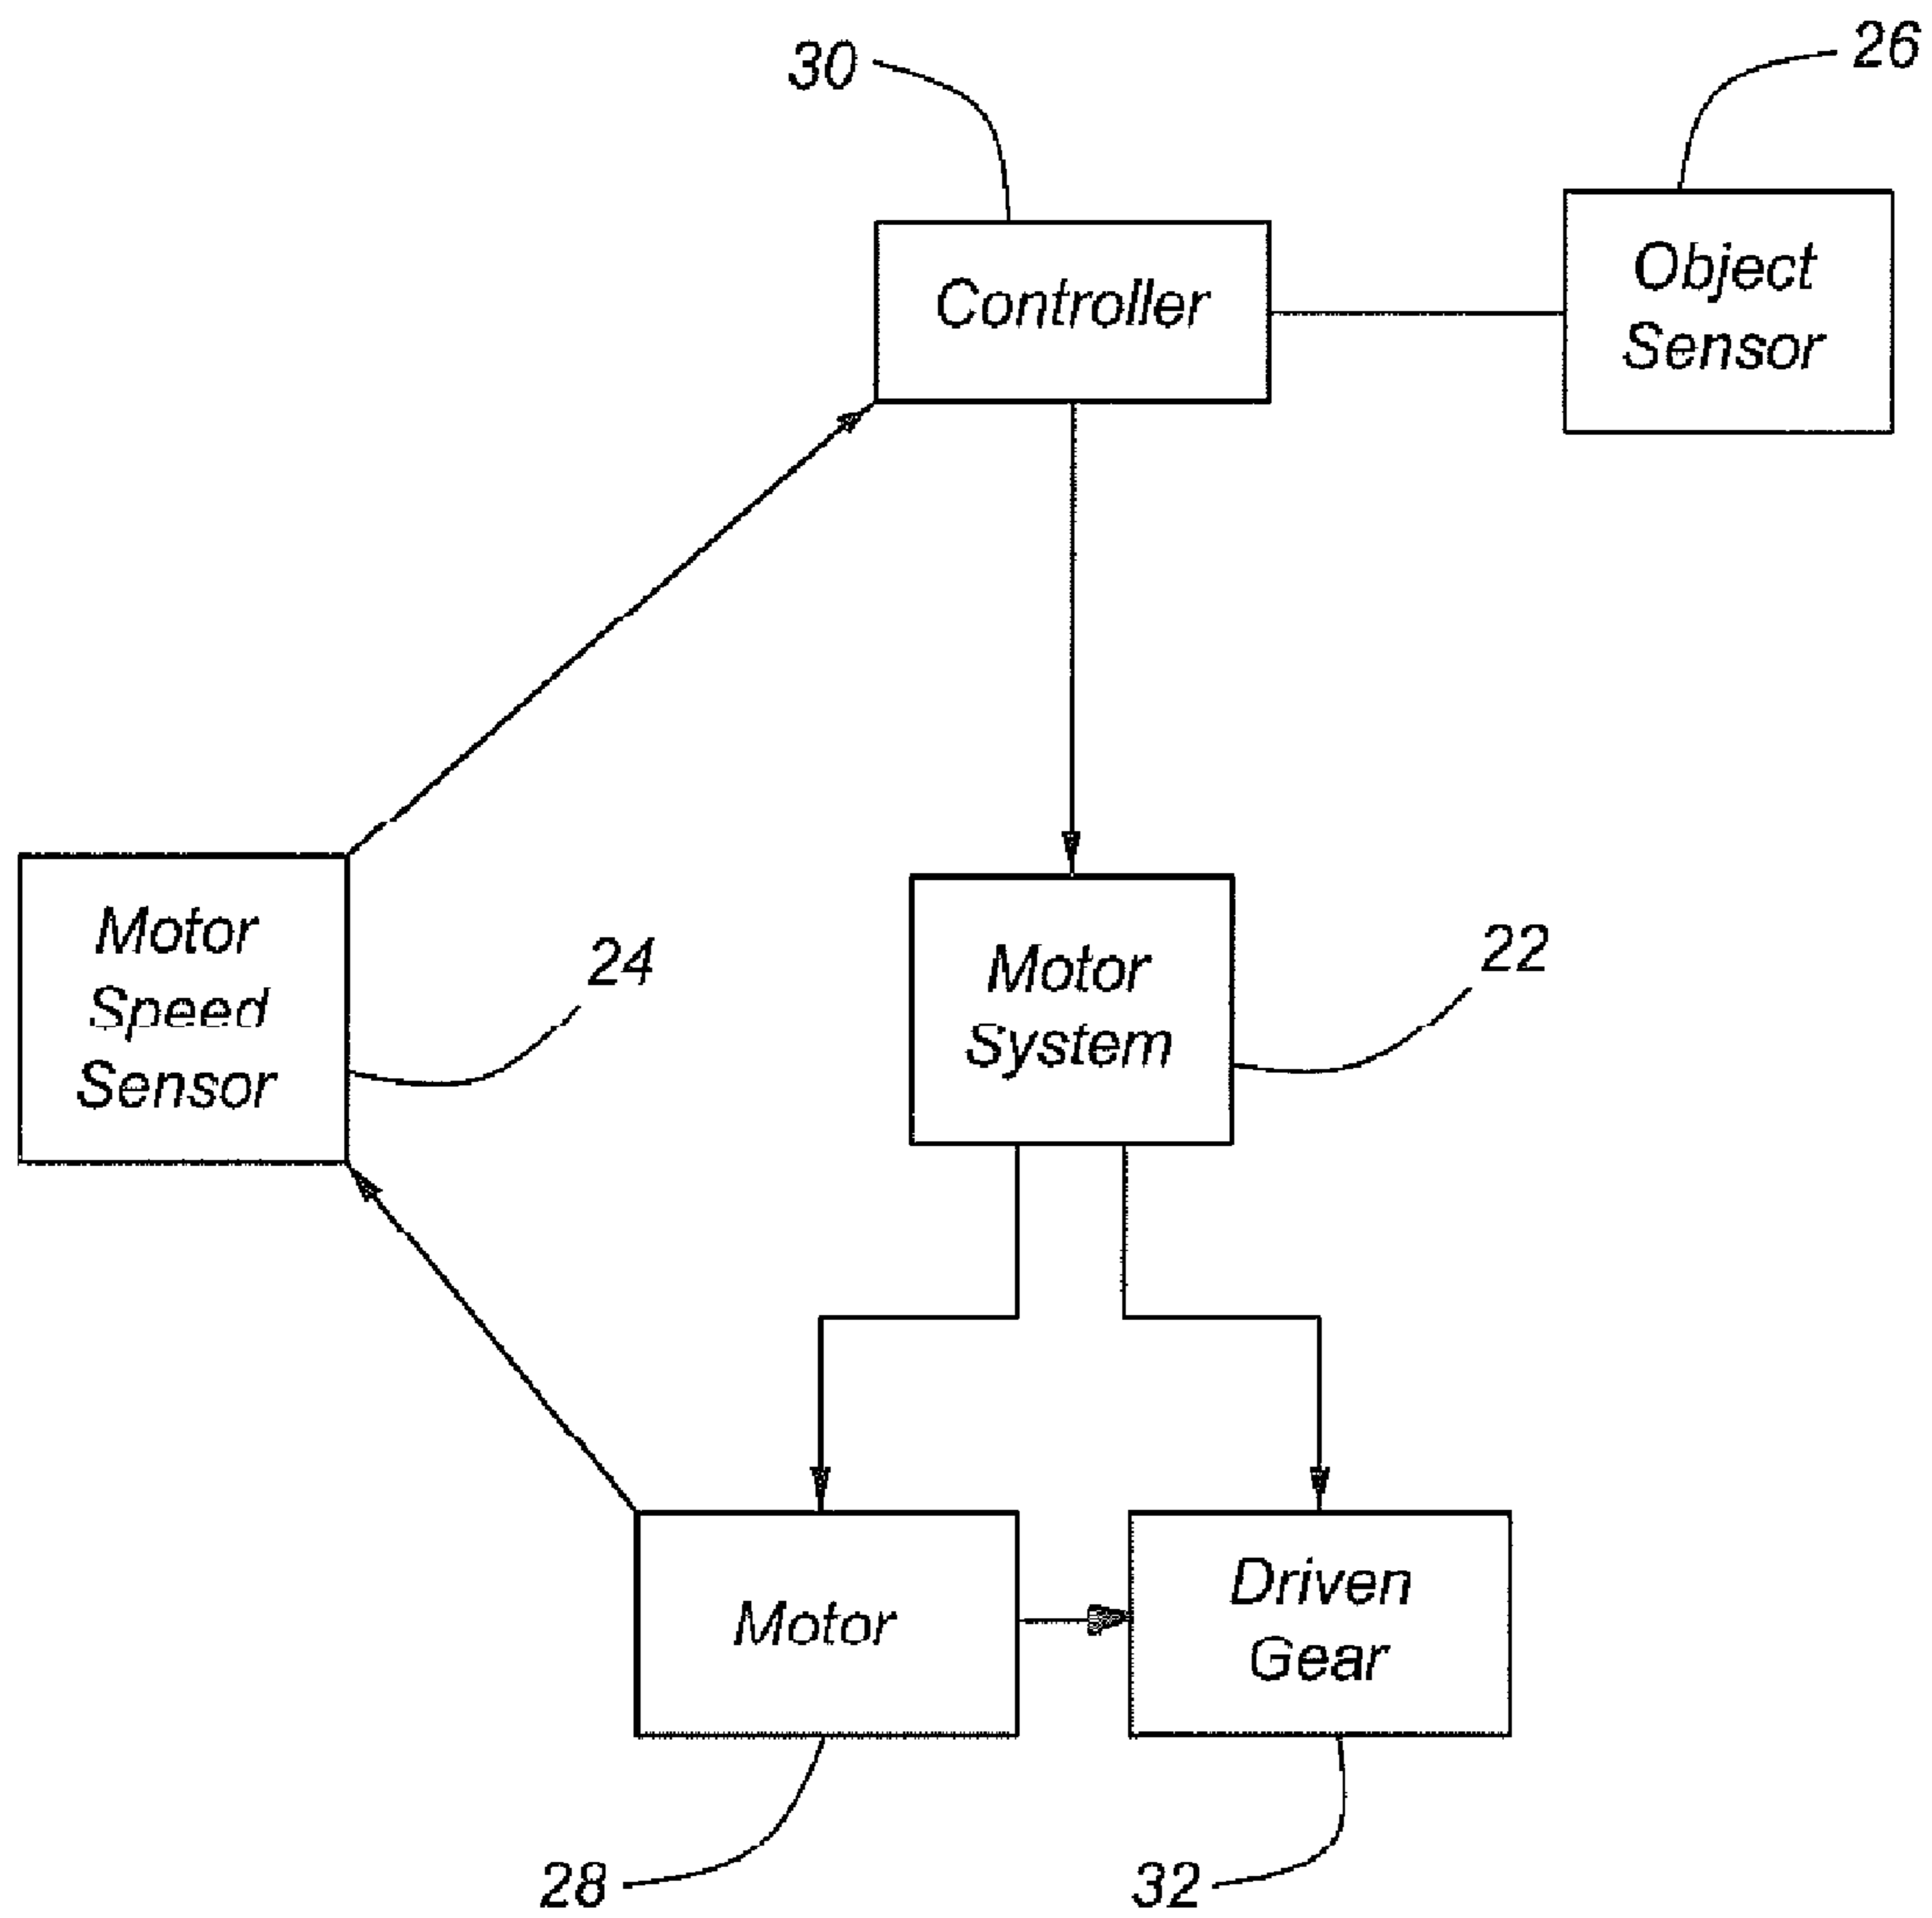 30
26
Controller
Object
Sensor
Motor
Speed
Sensor
24
Motor
System
22
Motor
Driven
Gear
28
32